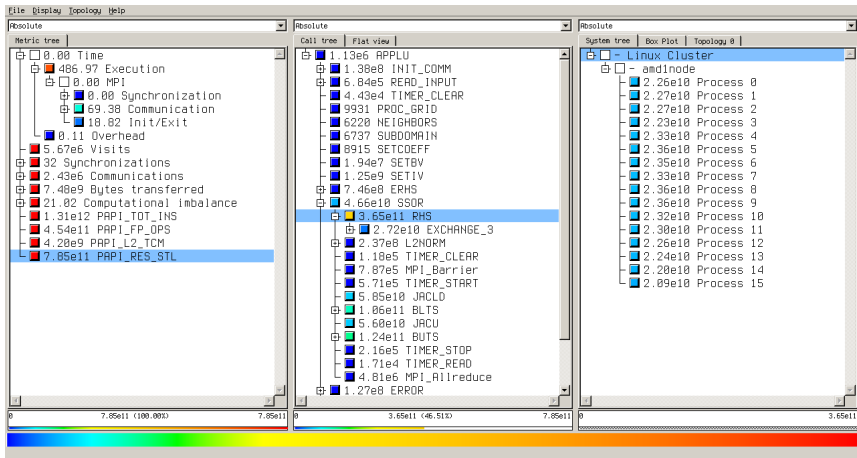 File Display Topology Help
Absolute
Metric tree
0.00 Time
486.97 Execution
0.00 MPI
0.00 Synchronization
69.38 Communication
18.82 Init/Exit
0.11 Overhead
5.67e6 Visits
32 Synchronizations
2.43e6 Communications
7.48e9 Bytes transferred
21.02 Computational imbalance
1.31e12 PAPI_TOT_INS
4.54e11 PAPI_FP_OPS
4.20e9 PAPI_L2_TCM
7.85e11 PAPI_RES_STL
0 7.85e11 (100.00%) 7.85e11
Absolute
Call tree Flat view
1.13e6 APPLU
1.38e8 INIT_COMM
6.84e5 READ_INPUT
4.43e4 TIMER_CLEAR
9931 PROC_GRID
6220 NEIGHBORS
6737 SUBDOMAIN
8915 SETCOEFF
1.94e7 SETBV
1.25e9 SETIV
7.46e8 ERHS
4.66e10 SSOR
3.65e11 RHS
2.72e10 EXCHANGE_3
2.37e8 L2NORM
1.18e5 TIMER_CLEAR
7.87e5 MPI_Barrier
5.71e5 TIMER_START
5.85e10 JACLD
1.06e11 BLTS
5.60e10 JACU
1.24e11 BUTS
2.16e5 TIMER_STOP
1.71e4 TIMER_READ
4.81e6 MPI_Allreduce
1.27e8 ERROR
0 3.65e11 (46.51%) 7.85e11
Absolute
System tree Box Plot Topology 0
- Linux Cluster
- amd1node
2.26e10 Process 0
2.27e10 Process 1
2.27e10 Process 2
2.23e10 Process 3
2.33e10 Process 4
2.36e10 Process 5
2.35e10 Process 6
2.33e10 Process 7
2.36e10 Process 8
2.36e10 Process 9
2.32e10 Process 10
2.30e10 Process 11
2.26e10 Process 12
2.24e10 Process 13
2.20e10 Process 14
2.09e10 Process 15
0 3.65e11